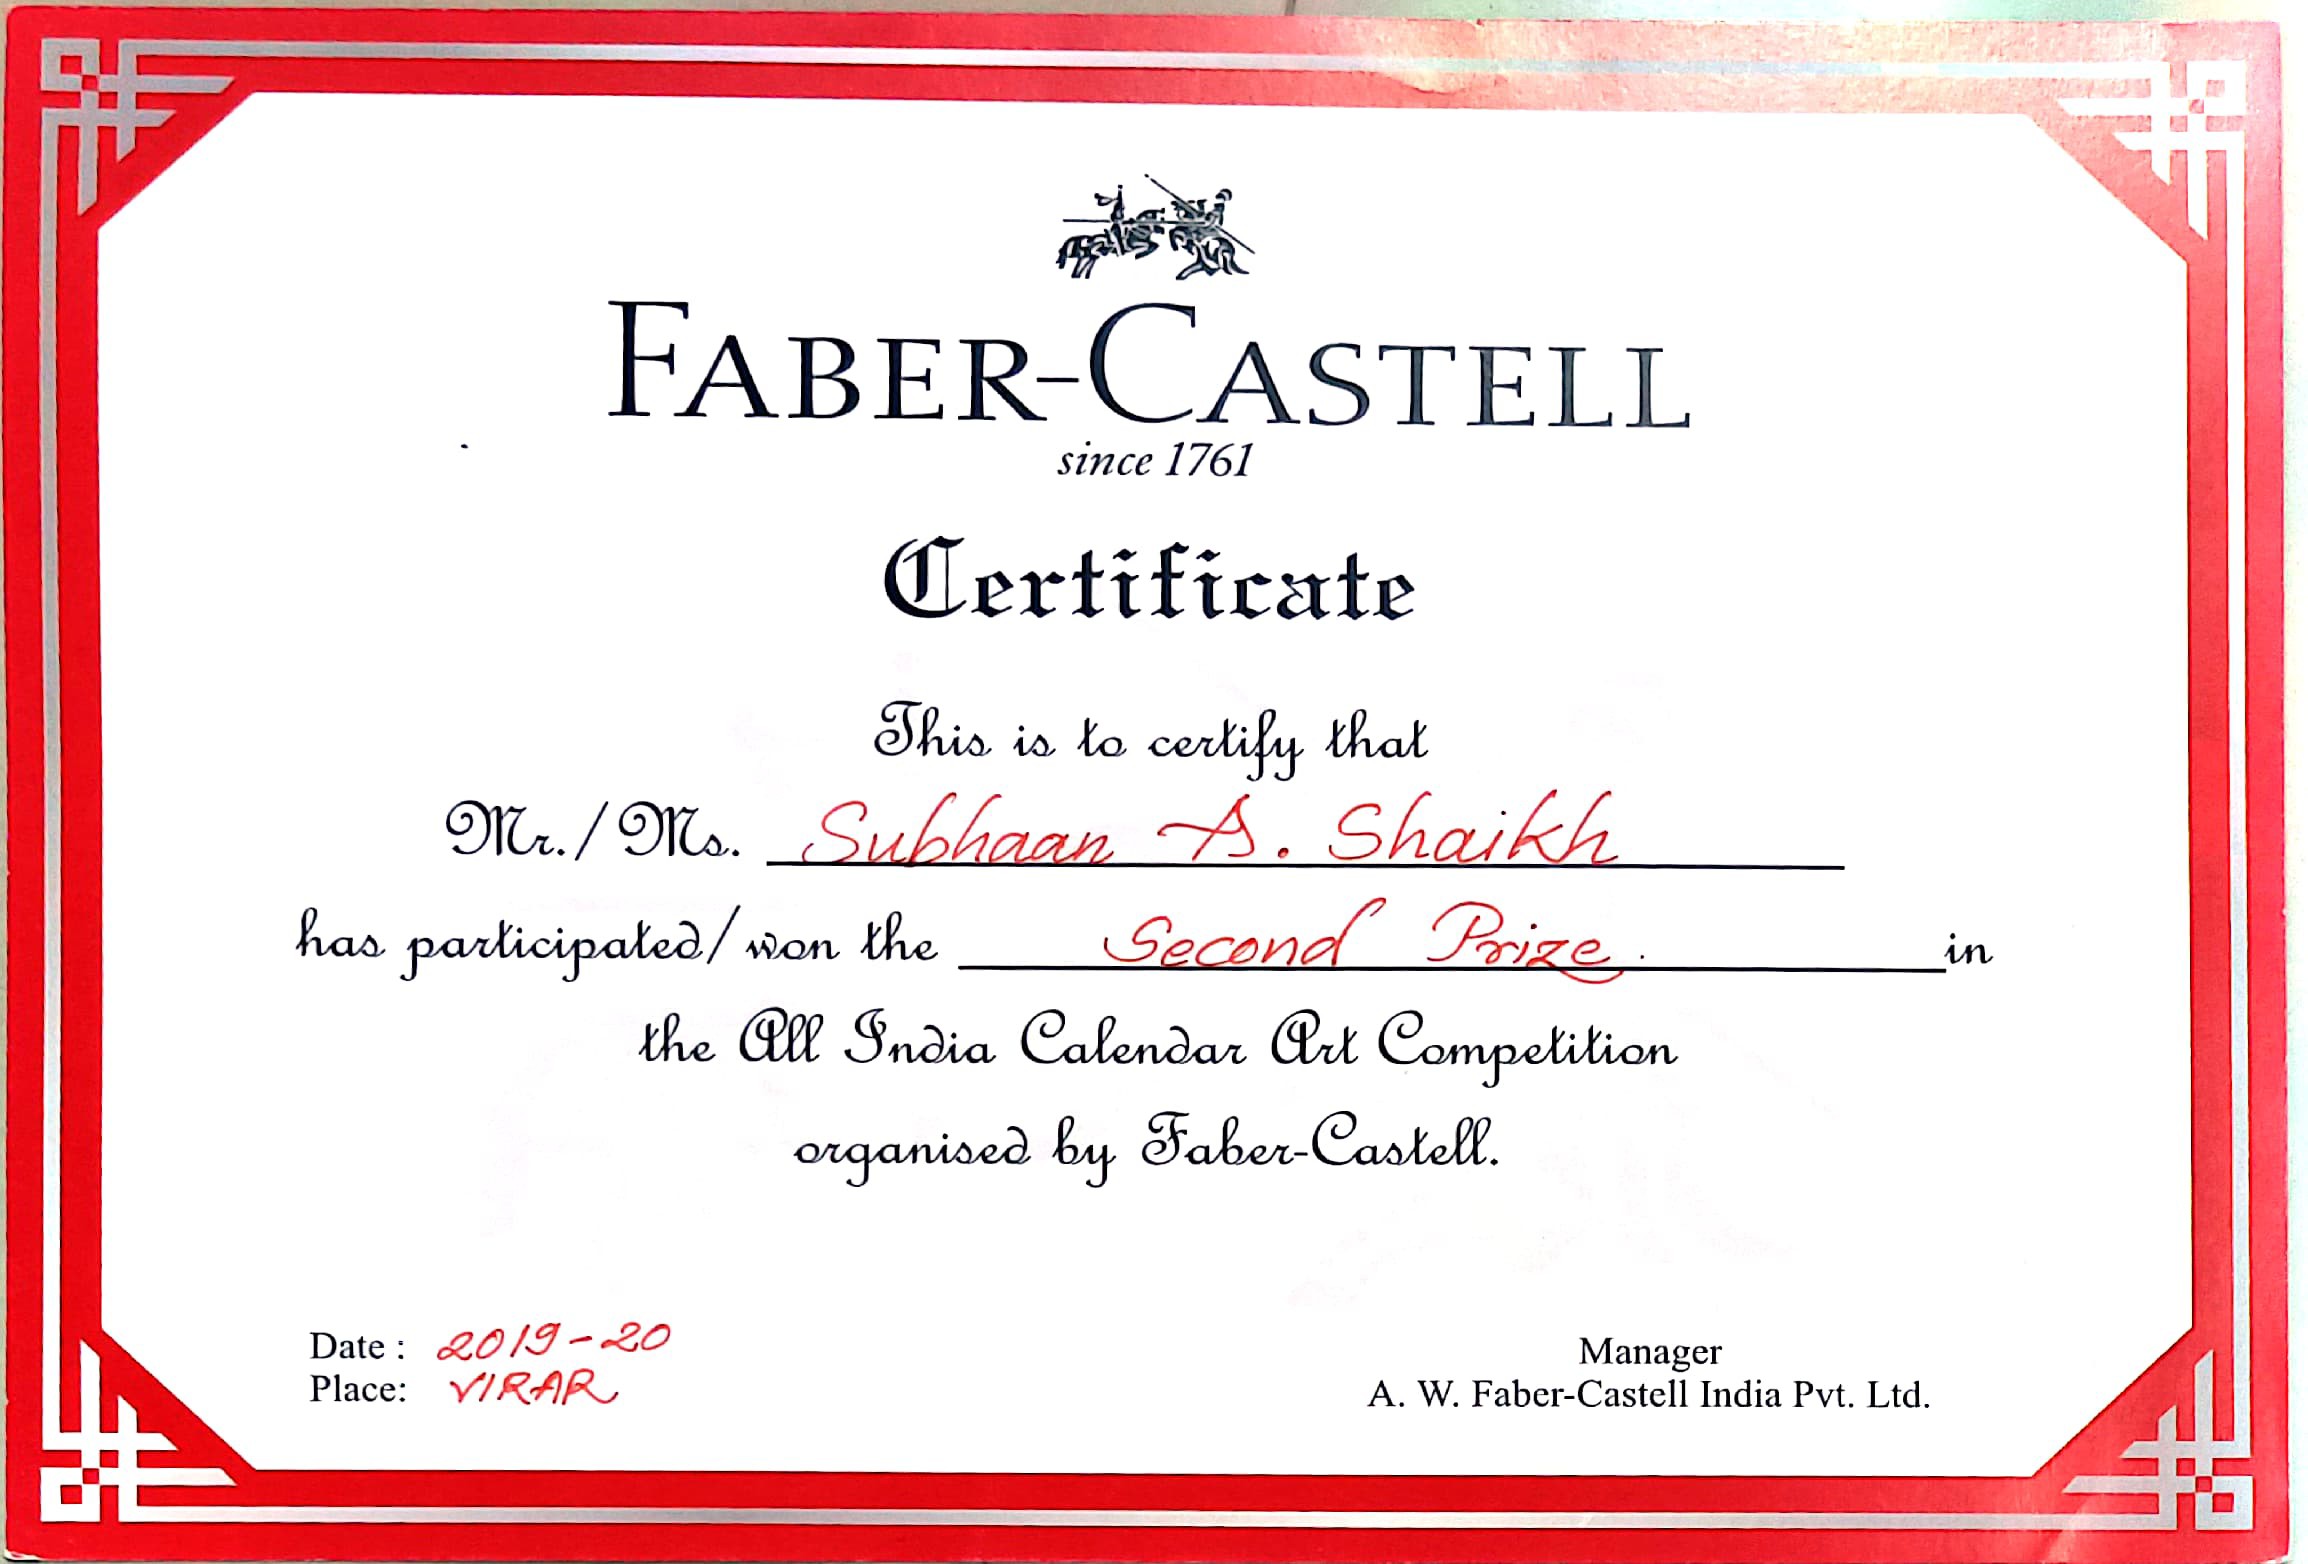 FABER-CASTELL
since 1761
Certificate
This is to certify that
Mr./Ms. Subhaan A. Shaikh
has participated/won the Second Prize. in
the All India Calendar Art Competition
organised by Faber-Castell.
Date : 2019-20
Place: VIRAR
Manager
A. W. Faber-Castell India Pvt. Ltd.